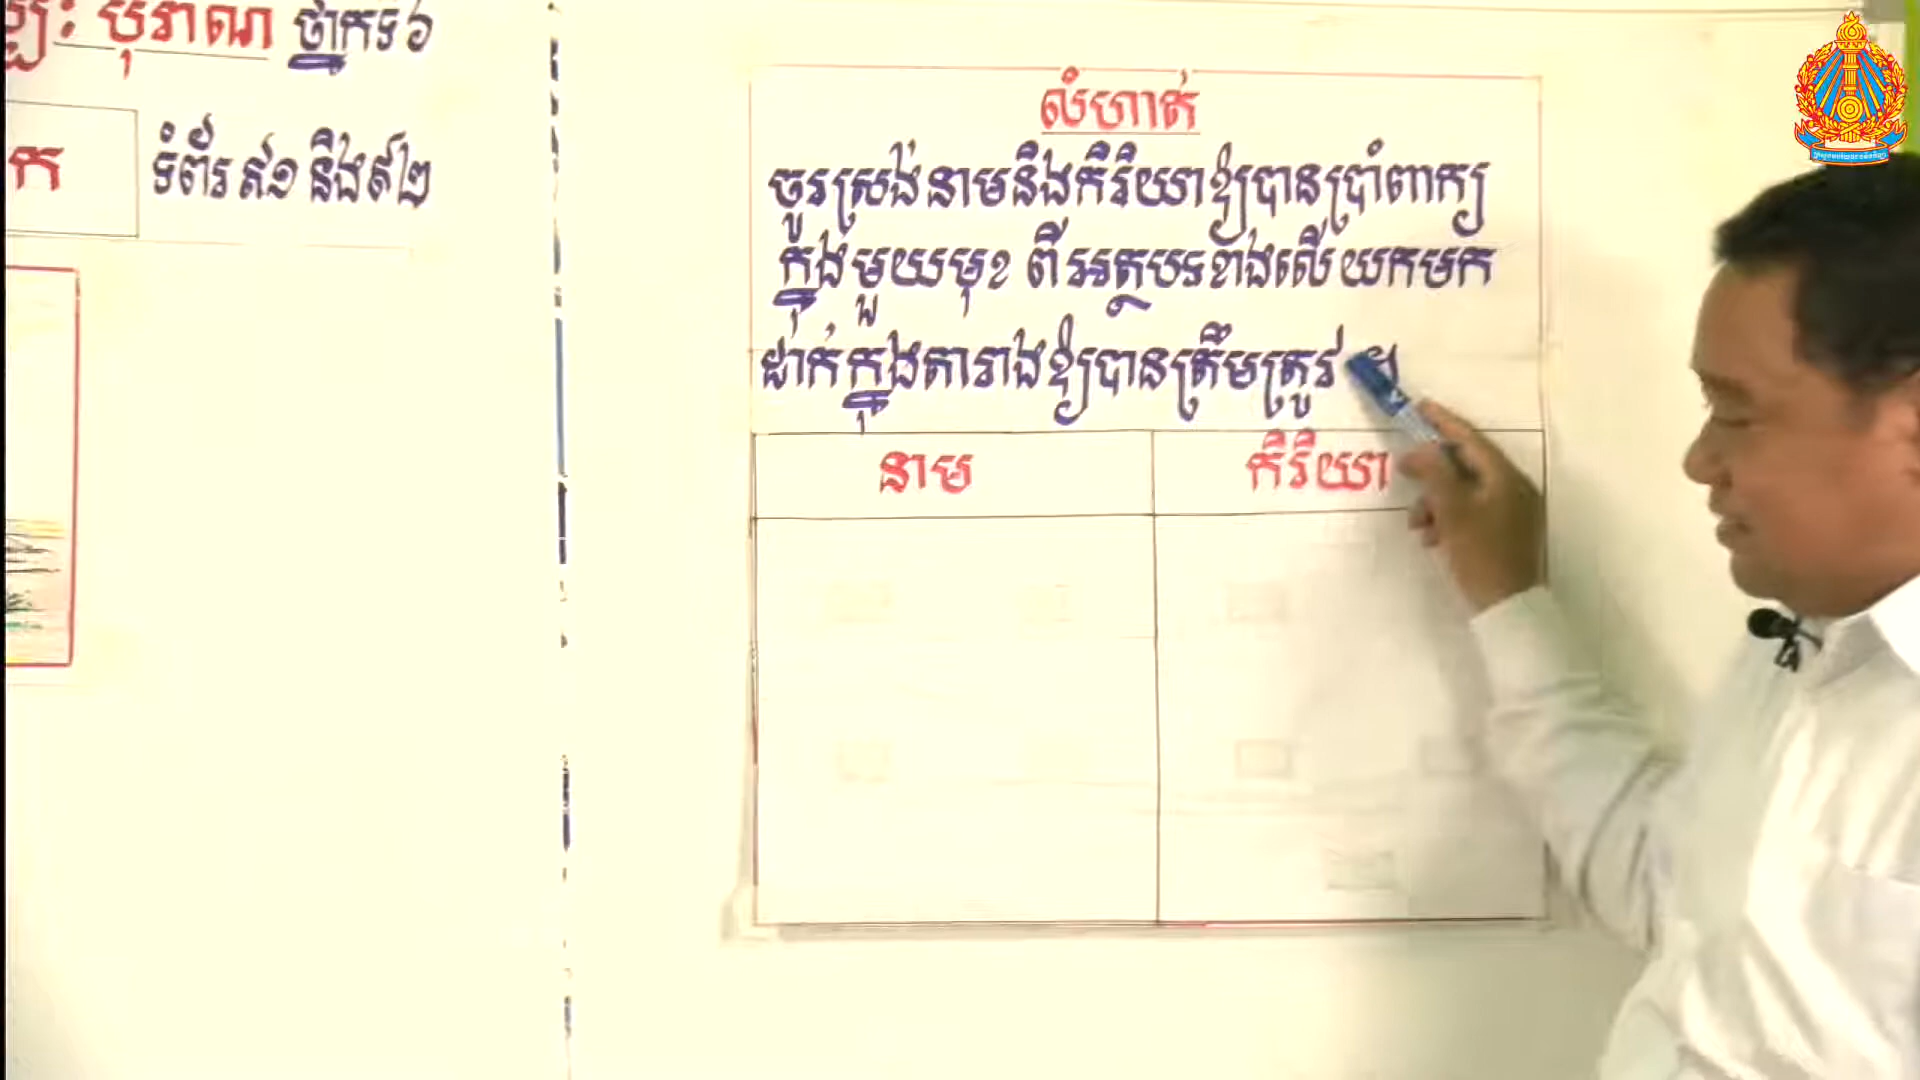 បុរាណ ថ្នាក់ទី៦
ក
ទំព័រ ៩១ និង៩២
លំហាត់
ចូរស្រង់នាមនិងកិរិយាឱ្យបានប្រាំពាក្យ
ក្នុងមួយមុខ ពីអត្ថបទខាងលើយកមក
ដាក់ក្នុងតារាងឱ្យបានត្រឹមត្រូវ ។
នាម
កិរិយា